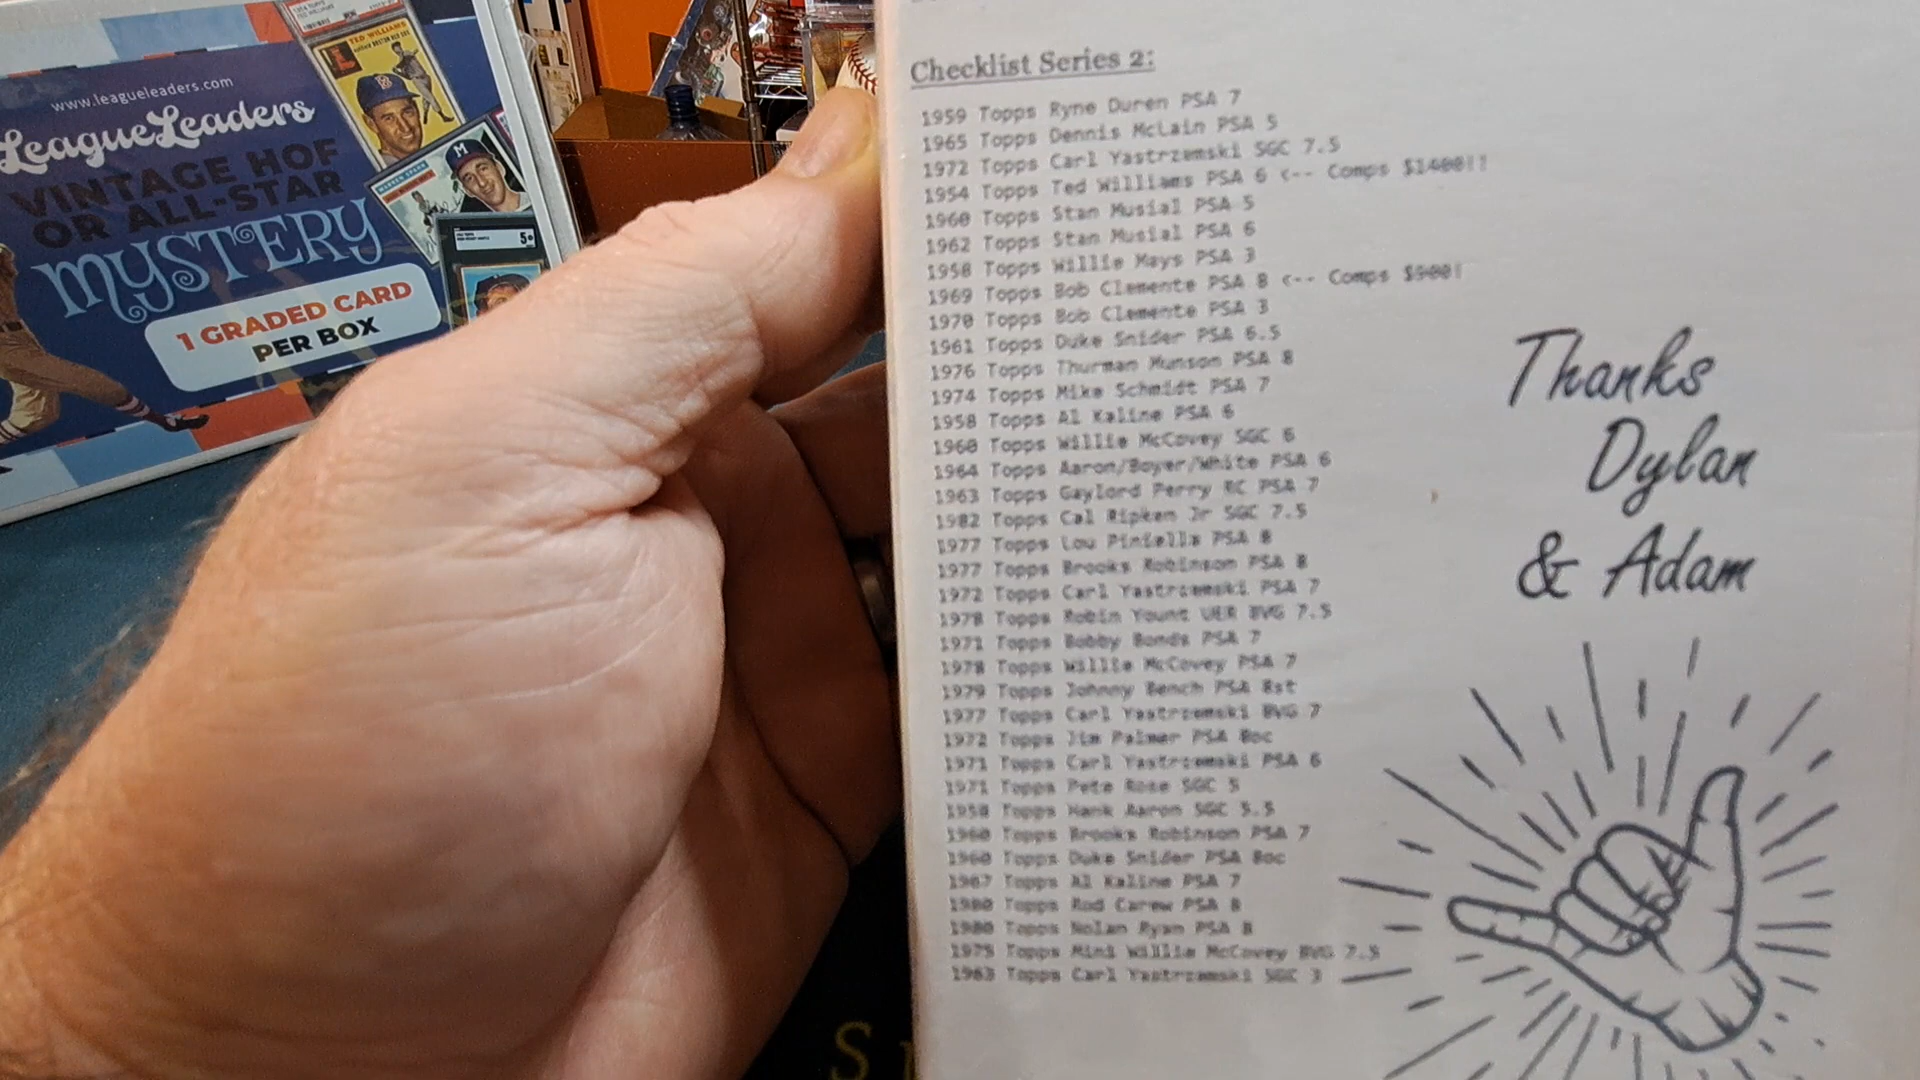 TED WILLIAMS
www.leagueleaders.com
LeagueLeaders
VINTAGE HOF
OR ALL-STAR
MYSTERY
1 GRADED CARD
PER BOX
Checklist Series 2:
1959 Topps Ryne Duren PSA 7
1965 Topps Dennis McLain PSA 5
1972 Topps Carl Yastrzemski SGC 7.5
1954 Topps Ted Williams PSA 6 <-- Comps $1400!!
1960 Topps Stan Musial PSA 5
1962 Topps Stan Musial PSA 6
1958 Topps Willie Mays PSA 3
1969 Topps Bob Clemente PSA 8 <-- Comps $900!
1970 Topps Bob Clemente PSA 3
1961 Topps Duke Snider PSA 6.5
1976 Topps Thurman Munson PSA 8
1974 Topps Mike Schmidt PSA 7
1958 Topps Al Kaline PSA 6
1960 Topps Willie McCovey SGC 6
1964 Topps Aaron/Boyer/White PSA 6
1963 Topps Gaylord Perry RC PSA 7
1982 Topps Cal Ripken Jr SGC 7.5
1977 Topps Lou Piniella PSA 8
1977 Topps Brooks Robinson PSA 8
1972 Topps Carl Yastrzemski PSA 7
1978 Topps Robin Yount UER BVG 7.5
1971 Topps Bobby Bonds PSA 7
1978 Topps Willie McCovey PSA 7
1979 Topps Johnny Bench PSA 8st
1977 Topps Carl Yastrzemski BVG 7
1972 Topps Jim Palmer PSA 8oc
1971 Topps Carl Yastrzemski PSA 6
1971 Topps Pete Rose SGC 5
1958 Topps Hank Aaron SGC 5.5
1960 Topps Brooks Robinson PSA 7
1960 Topps Duke Snider PSA 8oc
1967 Topps Al Kaline PSA 7
1980 Topps Rod Carew PSA 8
1980 Topps Nolan Ryan PSA 8
1975 Topps Mini Willie McCovey BVG 7.5
1963 Topps Carl Yastrzemski SGC 3
Thanks
Dylan
& Adam